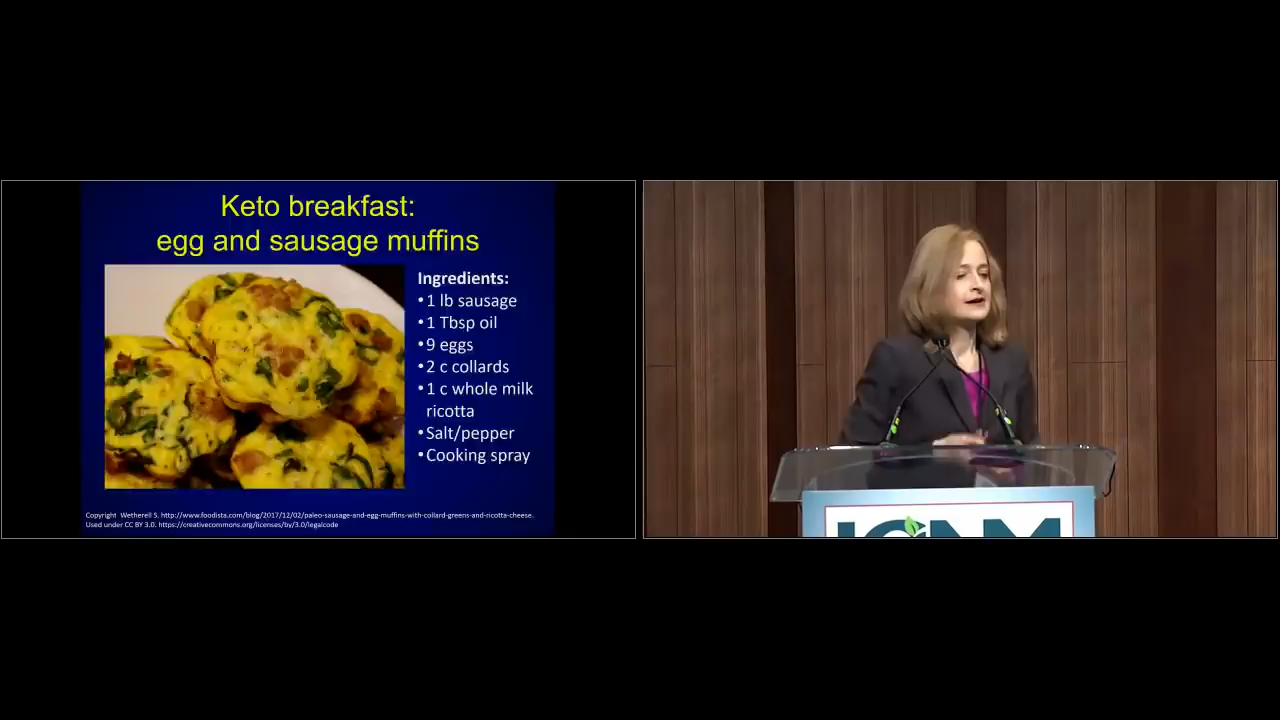 Keto breakfast:
egg and sausage muffins
Ingredients:
•1 lb sausage
•1 Tbsp oil
•9 eggs
•2 c collards
•1 c whole milk
ricotta
•Salt/pepper
•Cooking spray
Copyright Wetherell S. http://www.foodista.com/blog/2017/12/02/paleo-sausage-and-egg-muffins-with-collard-greens-and-ricotta-cheese.
Used under CC BY 3.0. https://creativecommons.org/licenses/by/3.0/legalcode